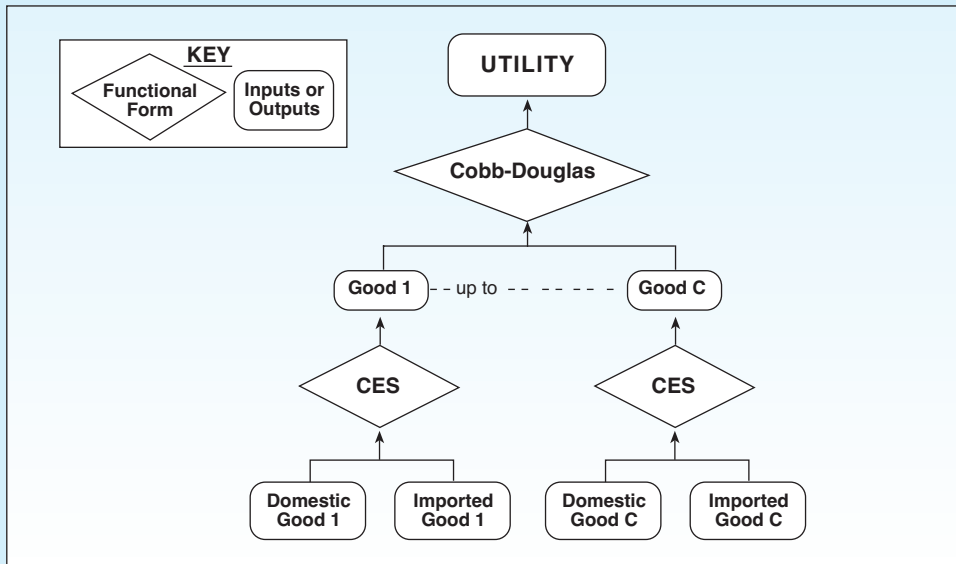 KEY
Functional
Form
Inputs or
Outputs
UTILITY
Cobb-Douglas
Good 1
up to
Good C
CES
CES
Domestic
Good 1
Imported
Good 1
Domestic
Good C
Imported
Good C